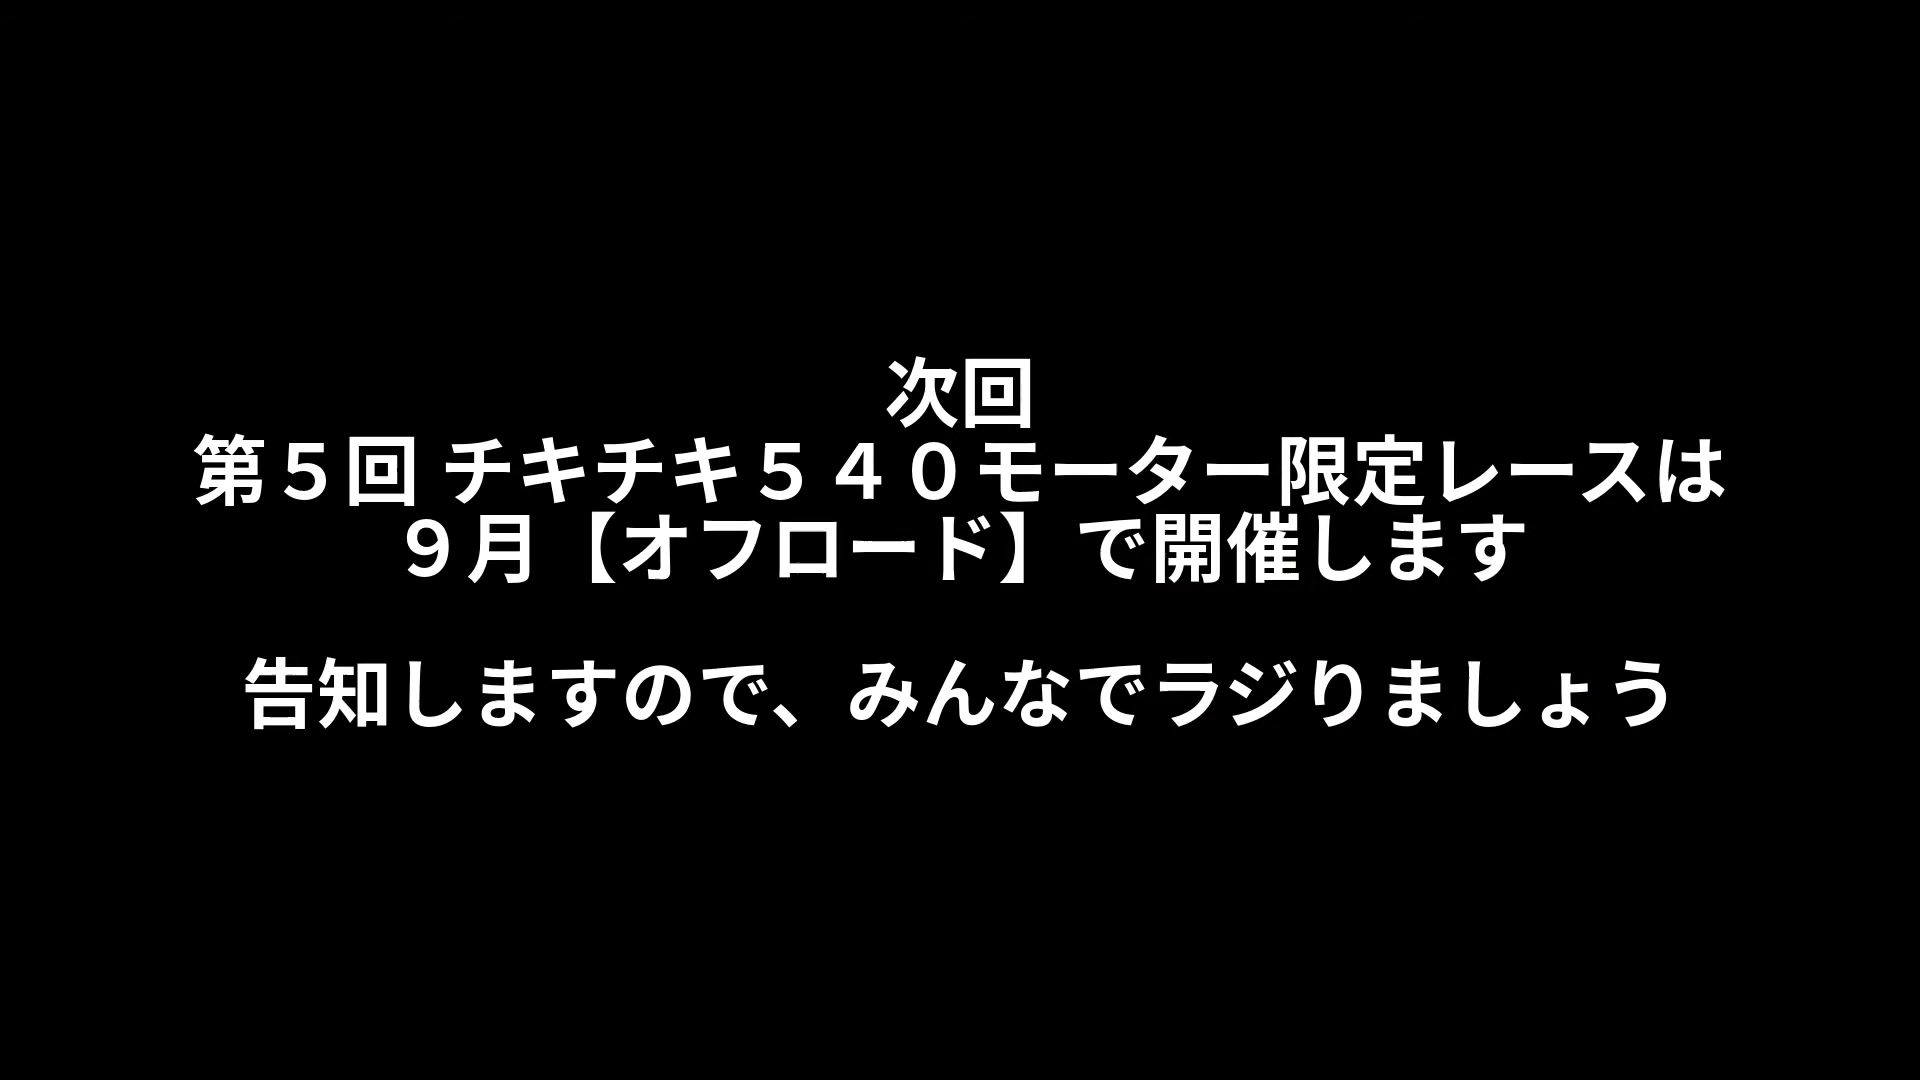 次回
第５回 チキチキ５４０モーター限定レースは
９月【オフロード】で開催します
告知しますので、みんなでラジりましょう